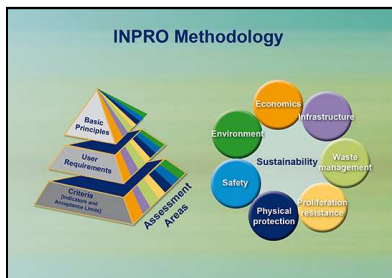 INPRO Methodology
Basic
Principles
User
Requirements
Criteria
(Indicators and
Acceptance Limits)
Assessment
Areas
Economics
Infrastructure
Environment
Sustainability
Waste
management
Safety
Physical
protection
Proliferation
resistance